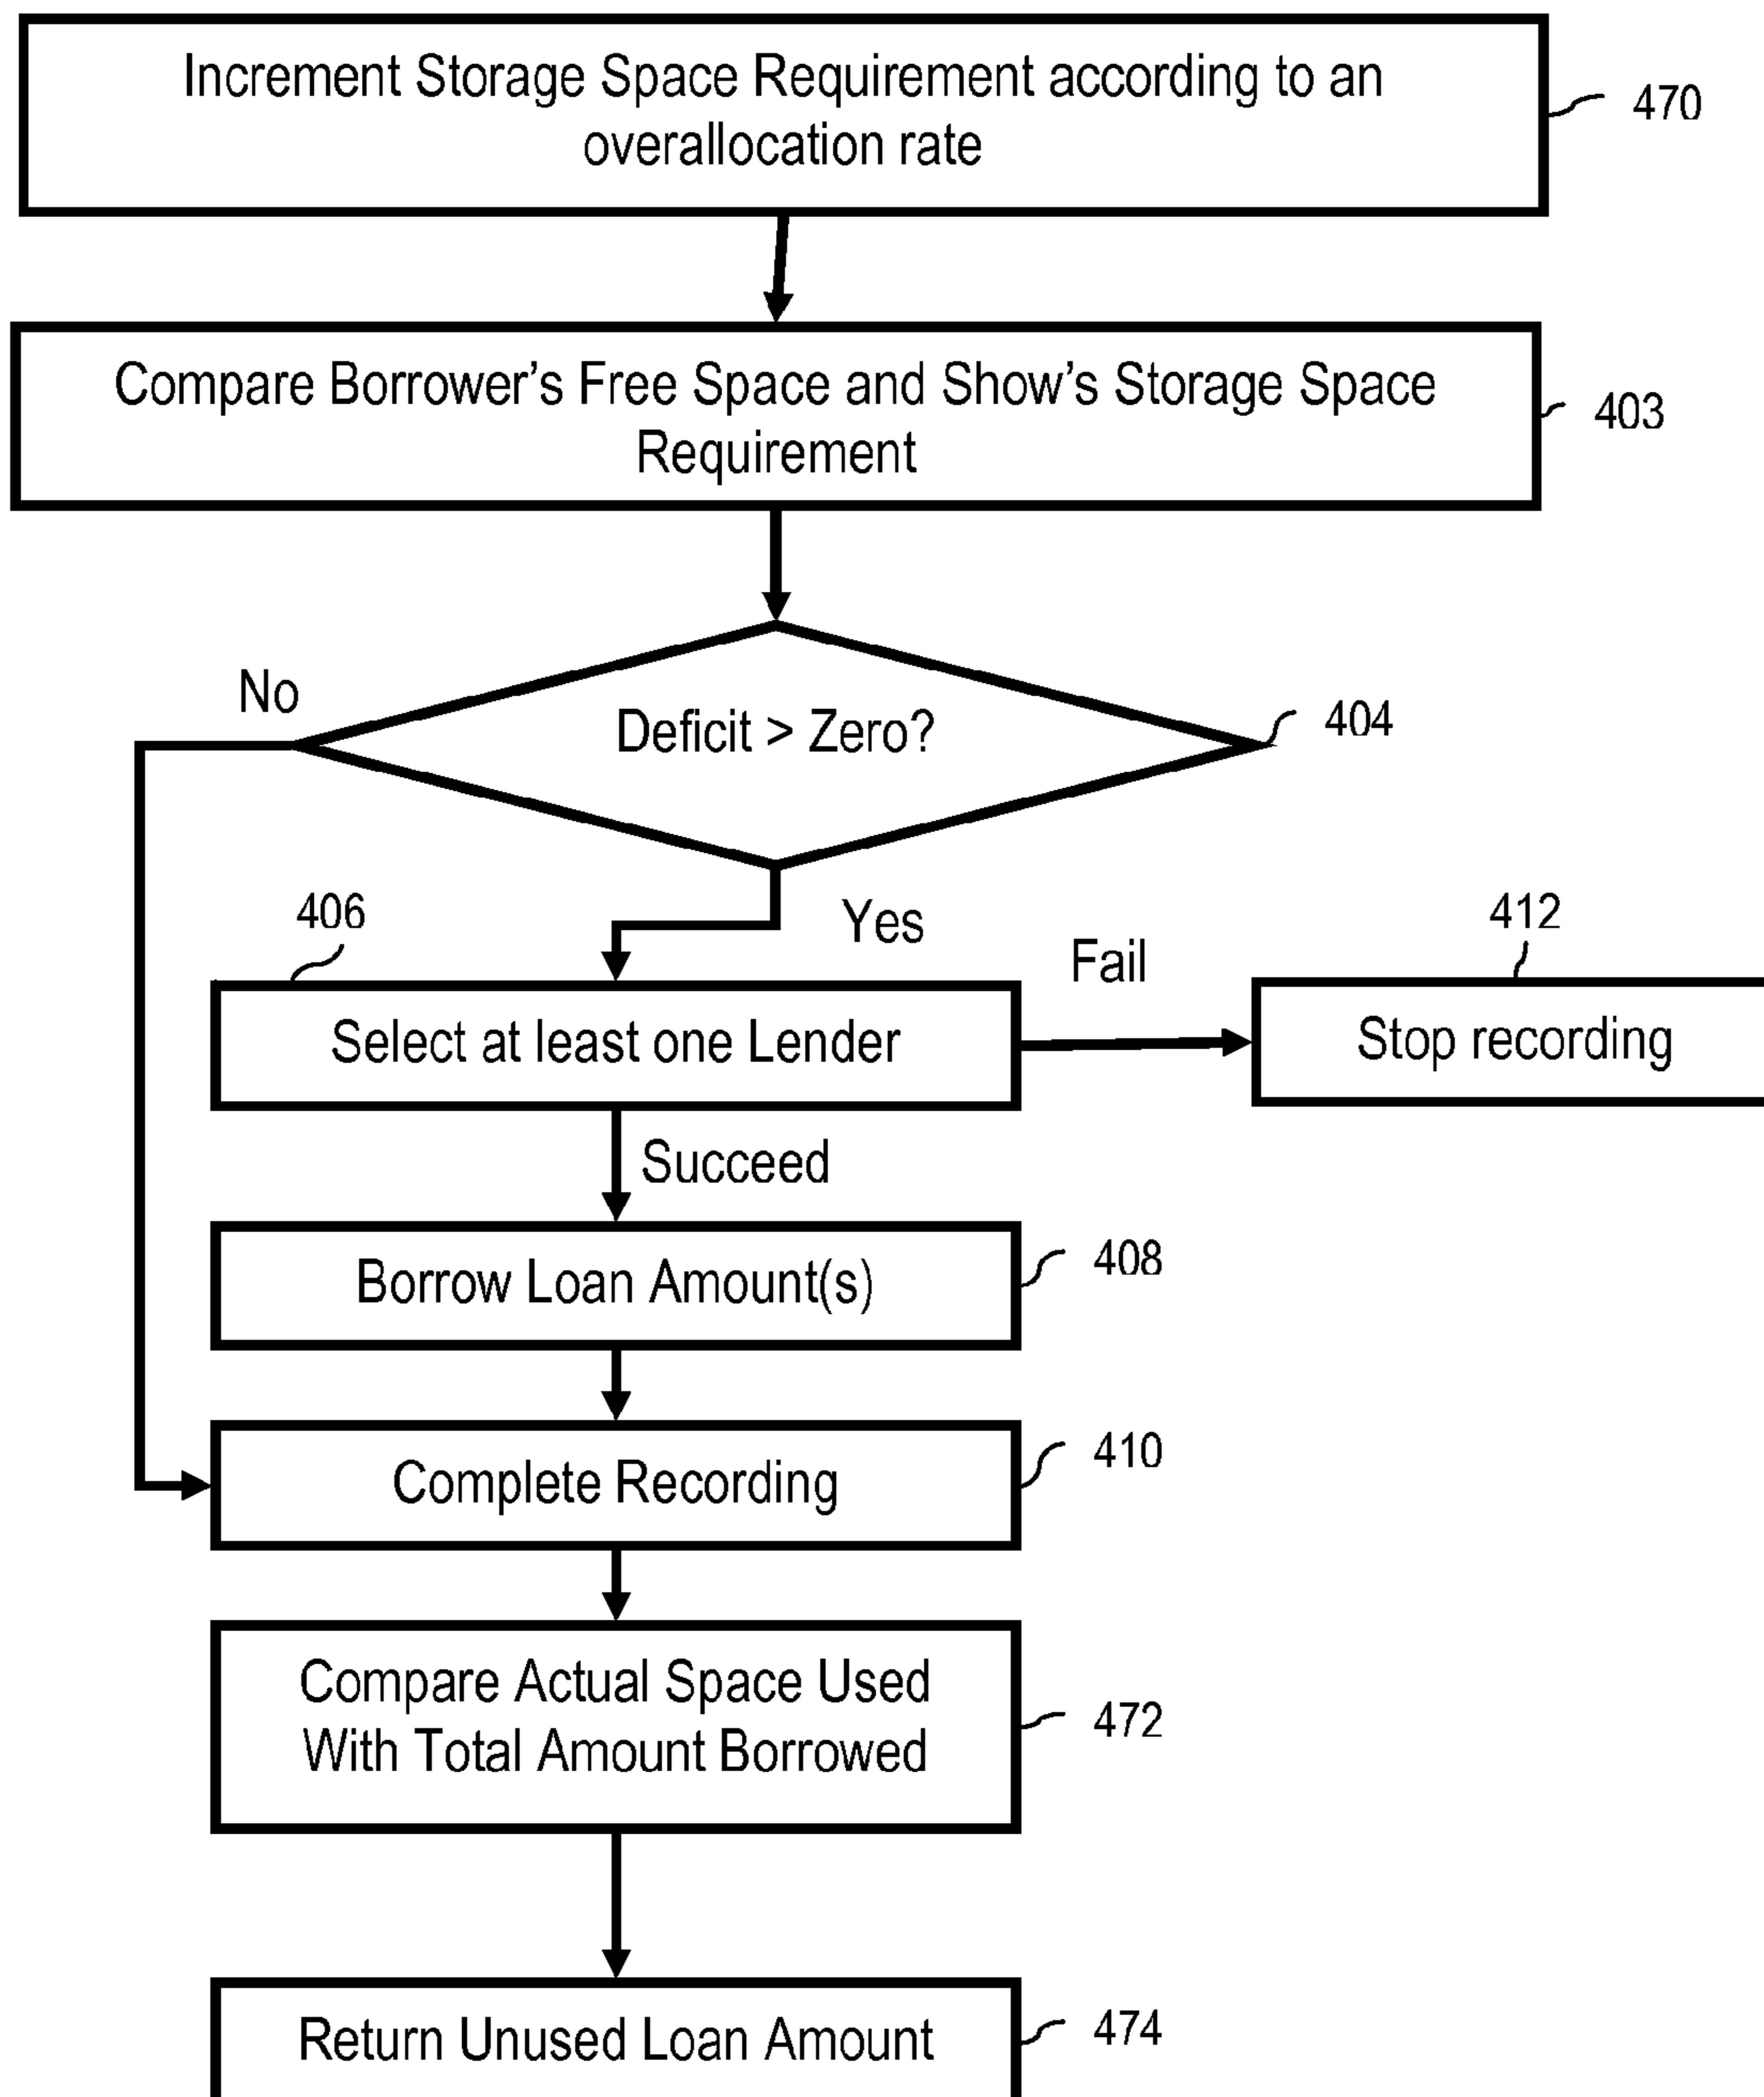 Increment Storage Space Requirement according to an
overallocation rate
470
Compare Borrower’s Free Space and Show’s Storage Space
Requirement
403
No
Deficit > Zero?
404
406
Yes
Fail
412
Select at least one Lender
Stop recording
Succeed
Borrow Loan Amount(s)
408
Complete Recording
410
Compare Actual Space Used
With Total Amount Borrowed
472
Return Unused Loan Amount
474